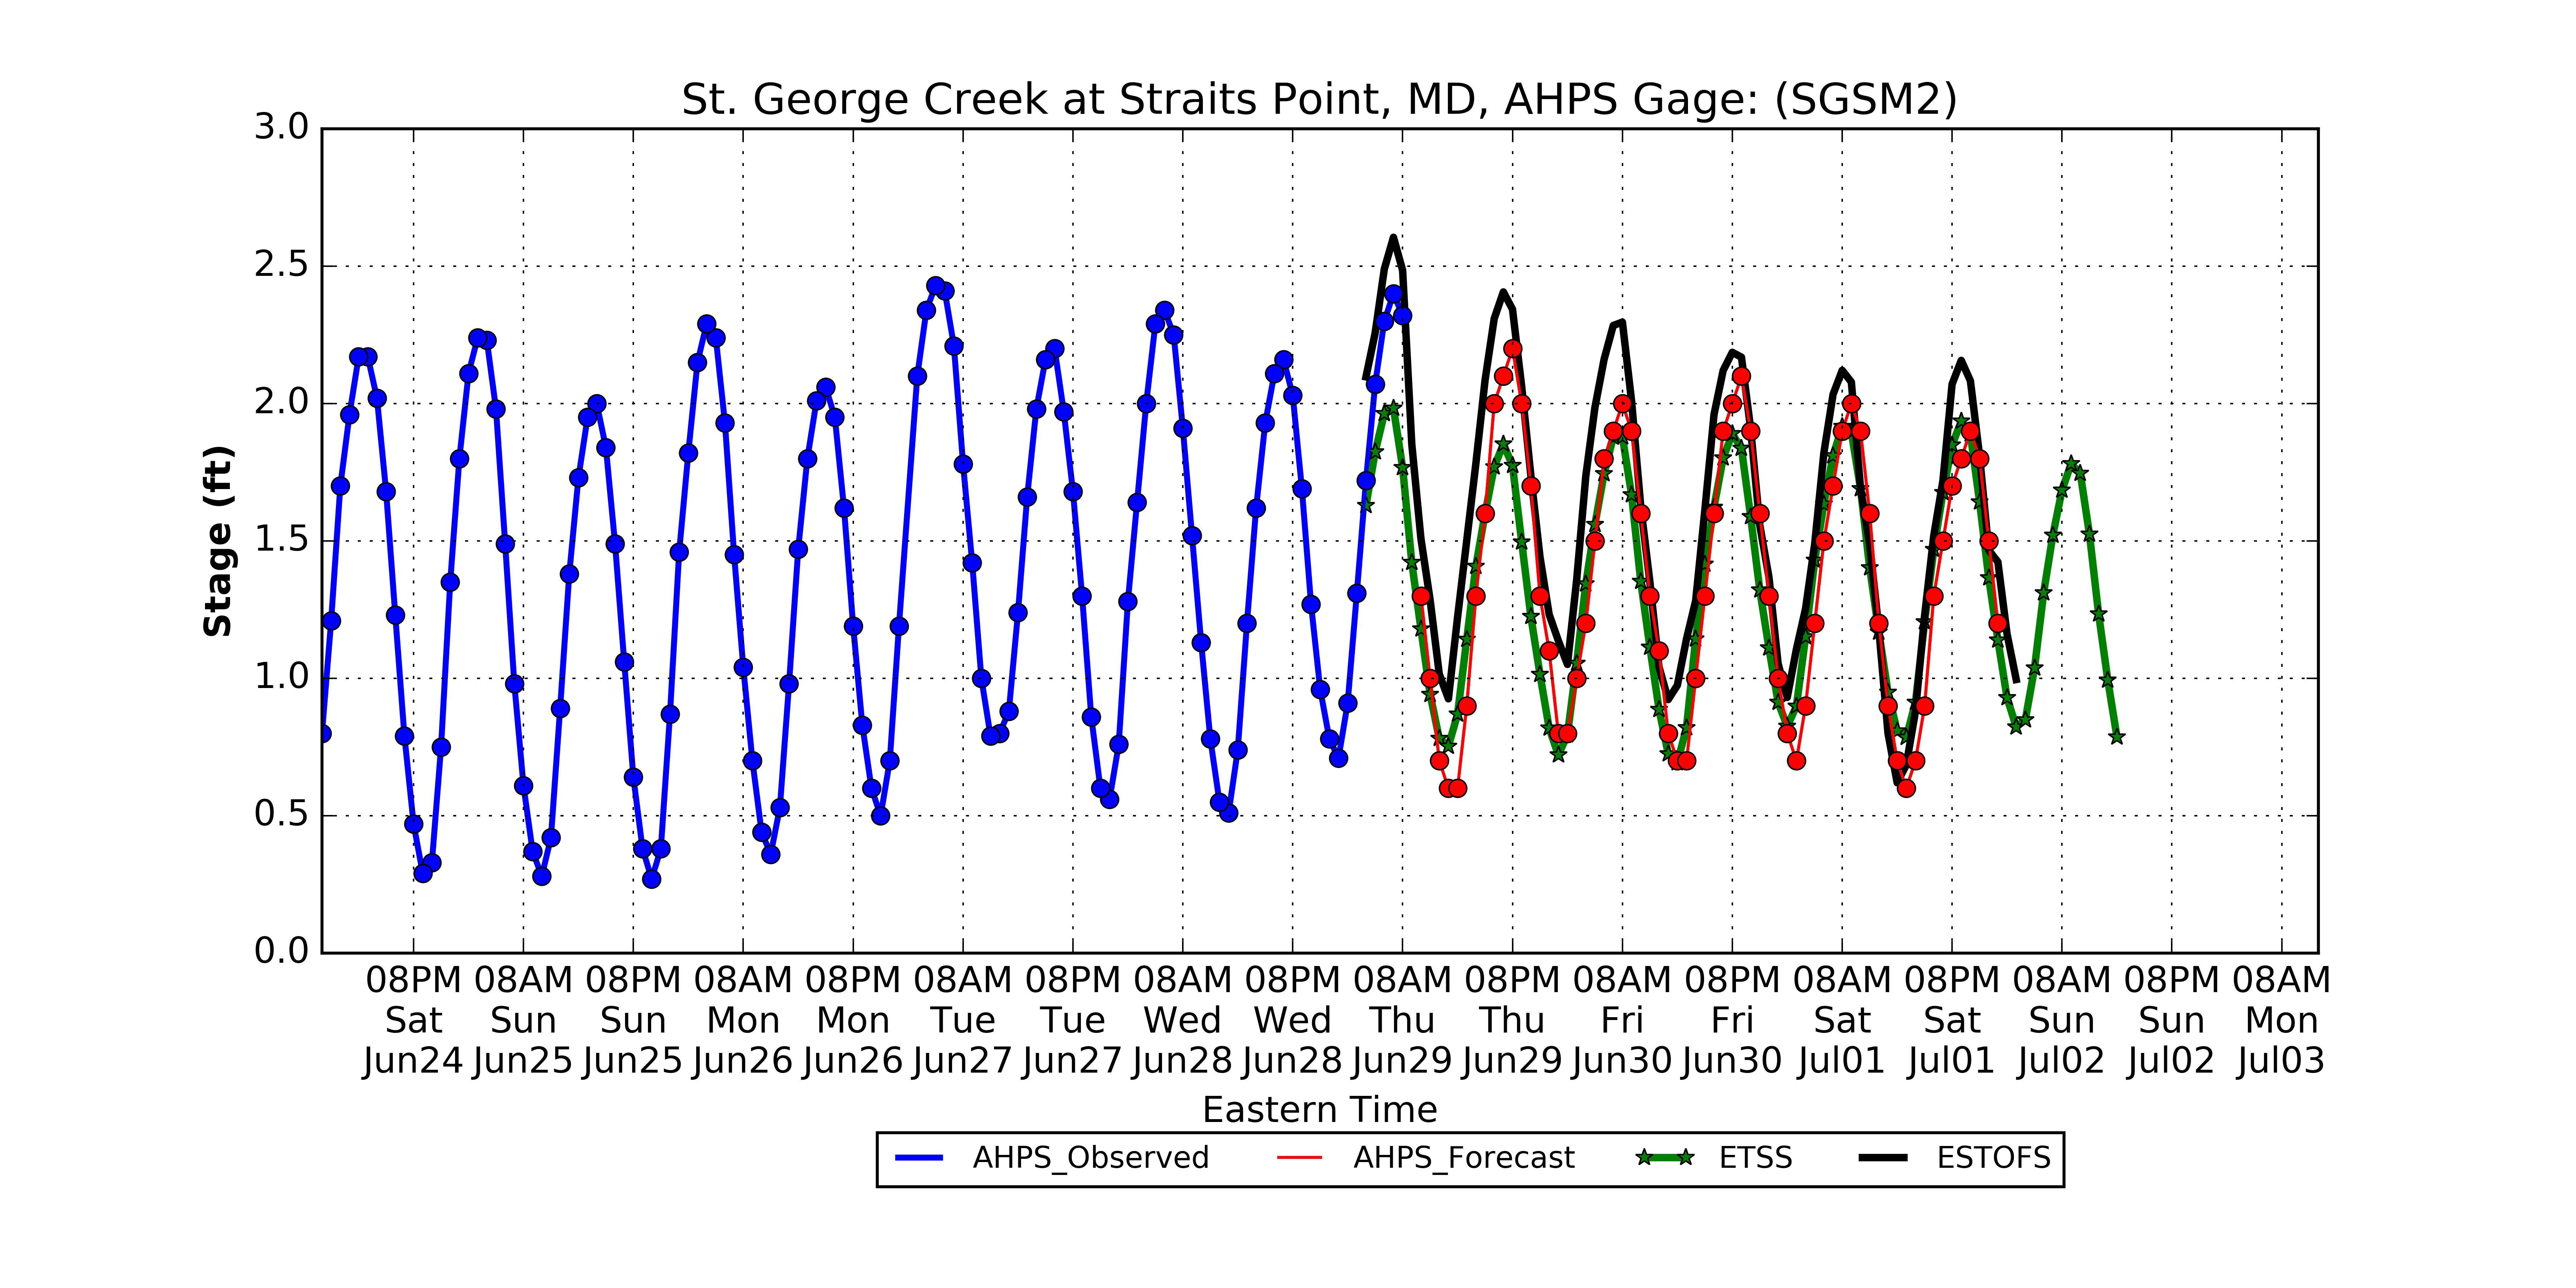 St. George Creek at Straits Point, MD, AHPS Gage: (SGSM2)
3.0
2.5
2.0
1.5
1.0
0.5
0.0
Stage (ft)
08PM 08AM 08PM 08AM 08PM 08AM 08PM 08AM 08PM 08AM 08PM 08AM 08PM 08AM 08PM 08AM 08PM 08AM
Sat Sun Sun Mon Mon Tue Tue Wed Wed Thu Thu Fri Fri Sat Sat Sun Sun Mon
Jun24 Jun25 Jun25 Jun26 Jun26 Jun27 Jun27 Jun28 Jun28 Jun29 Jun29 Jun30 Jun30 Jul01 Jul01 Jul02 Jul02 Jul03
Eastern Time
AHPS_Observed AHPS_Forecast ETSS ESTOFS